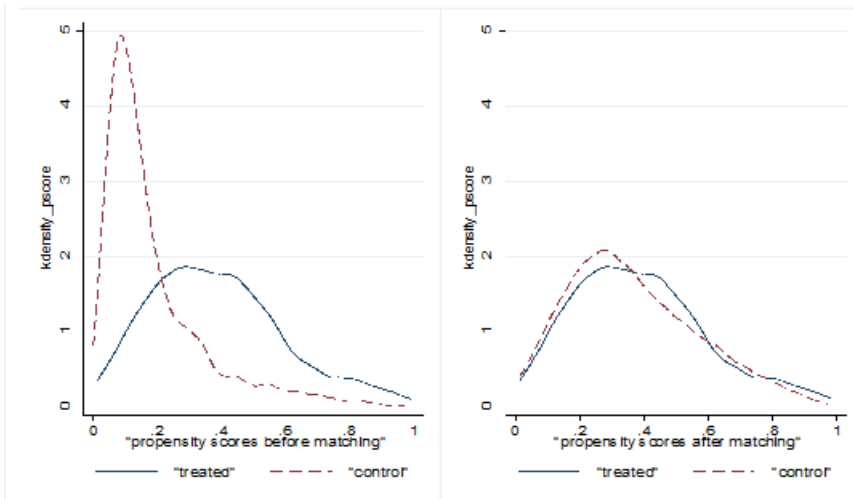 5
4
3
2
1
0
kdensity_pscore
0 .2 .4 .6 .8 1
"propensity scores before matching"
"treated" "control"
5
4
3
2
1
0
kdensity_pscore
0 .2 .4 .6 .8 1
"propensity scores after matching"
"treated" "control"